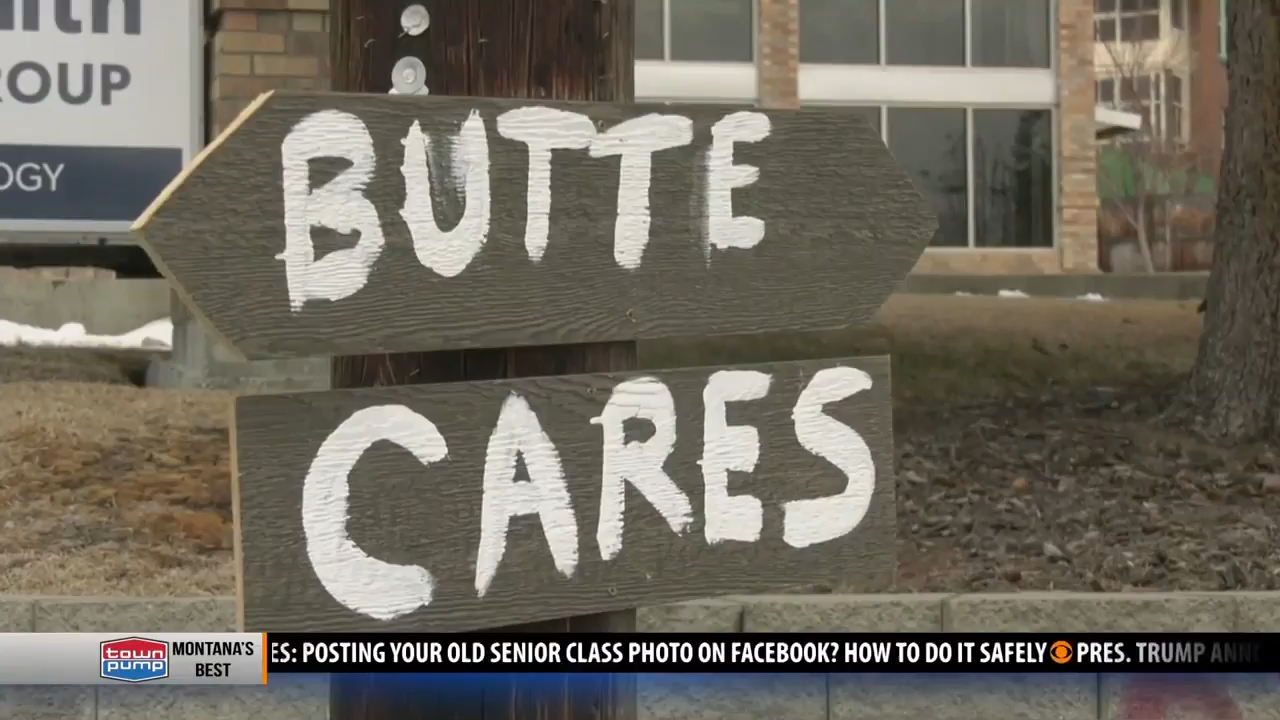 ROUP
OGY
BUTTE
CARES
town pump
MONTANA'S
BEST
ES: POSTING YOUR OLD SENIOR CLASS PHOTO ON FACEBOOK? HOW TO DO IT SAFELY PRES. TRUMP ANN